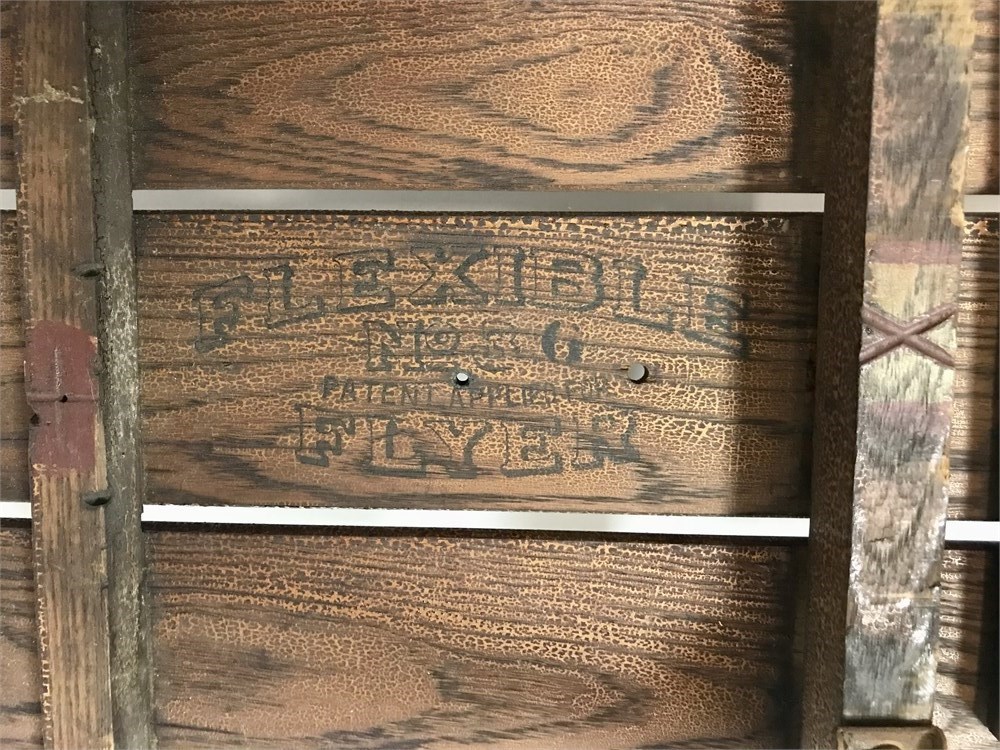 FLEXIBLE
No. 6
PATENT APPLIED FOR
FLYER